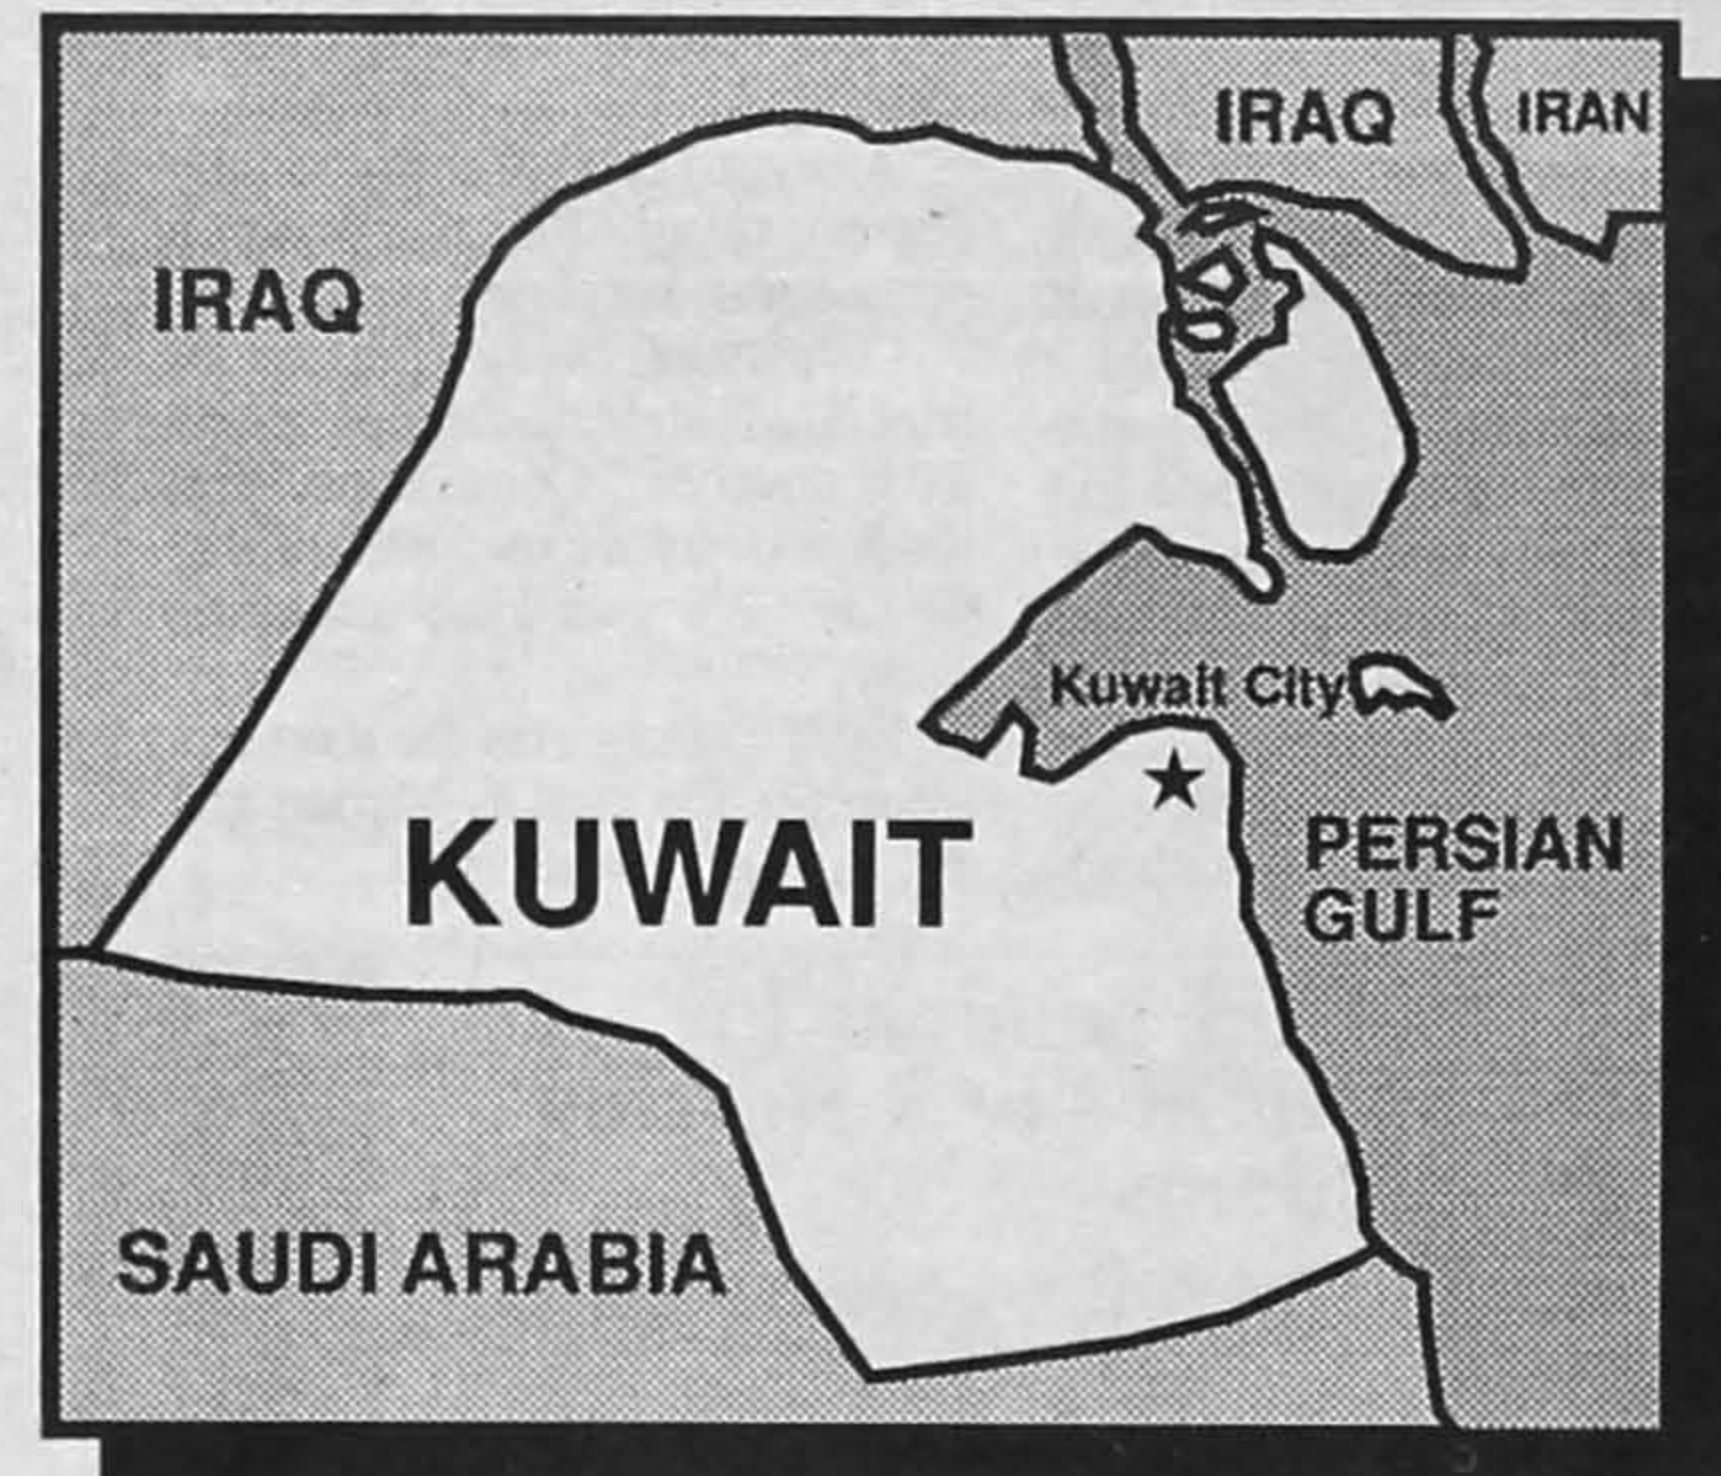 IRAQ
IRAN
IRAQ
Kuwait City
KUWAIT
PERSIAN
GULF
SAUDI ARABIA